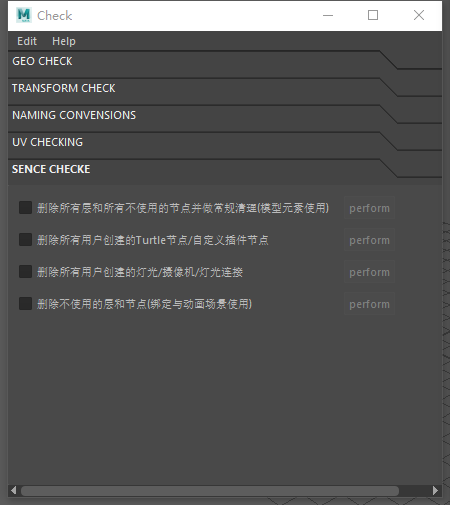 Check
Edit Help
GEO CHECK
TRANSFORM CHECK
NAMING CONVENSIONS
UV CHECKING
SENCE CHECKE
删除所有层和所有不使用的节点并做常规清理(模型元素使用) perform
删除所有用户创建的Turtle节点/自定义插件节点 perform
删除所有用户创建的灯光/摄像机/灯光连接 perform
删除不使用的层和节点(绑定与动画场景使用) perform